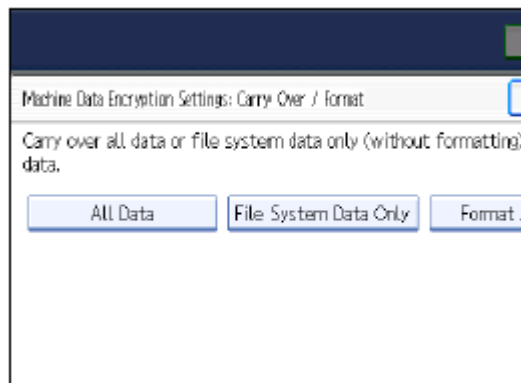 Machine Data Encryption Settings: Carry Over / Format
Carry over all data or file system data only (without formatting)
data.
All Data
File System Data Only
Format